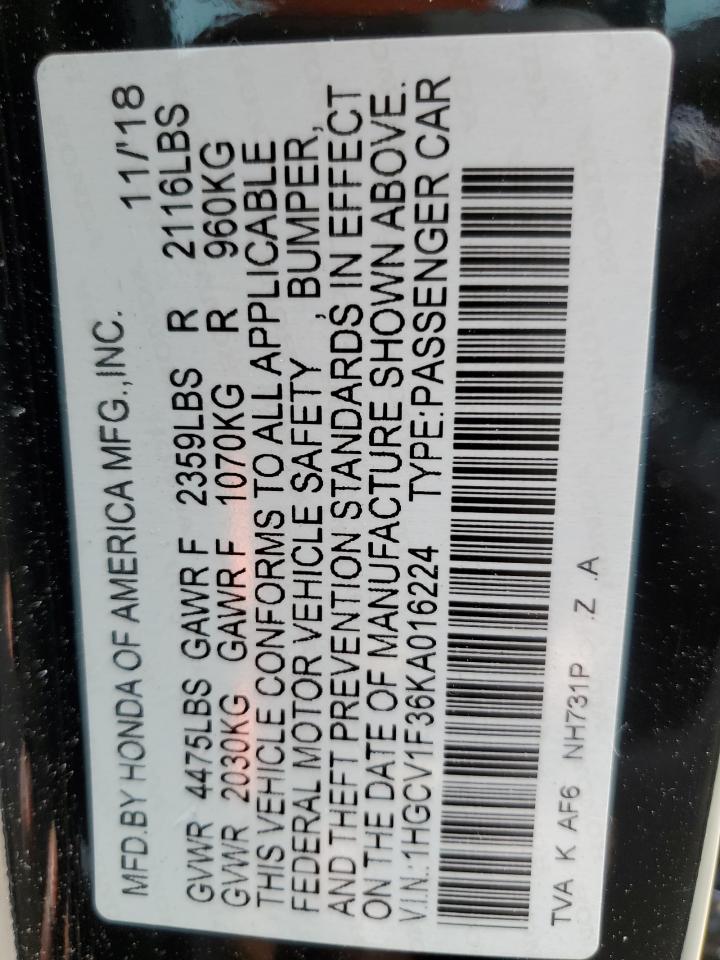 MFD.BY HONDA OF AMERICA MFG.,INC. 11/'18
GVWR 4475LBS GAWR F 2359LBS R 2116LBS
GVWR 2030KG GAWR F 1070KG R 960KG
THIS VEHICLE CONFORMS TO ALL APPLICABLE
FEDERAL MOTOR VEHICLE SAFETY , BUMPER,
AND THEFT PREVENTION STANDARDS IN EFFECT
ON THE DATE OF MANUFACTURE SHOWN ABOVE.
V.I.N.:1HGCV1F36KA016224 TYPE:PASSENGER CAR
TVA K AF6 NH731P .Z .A